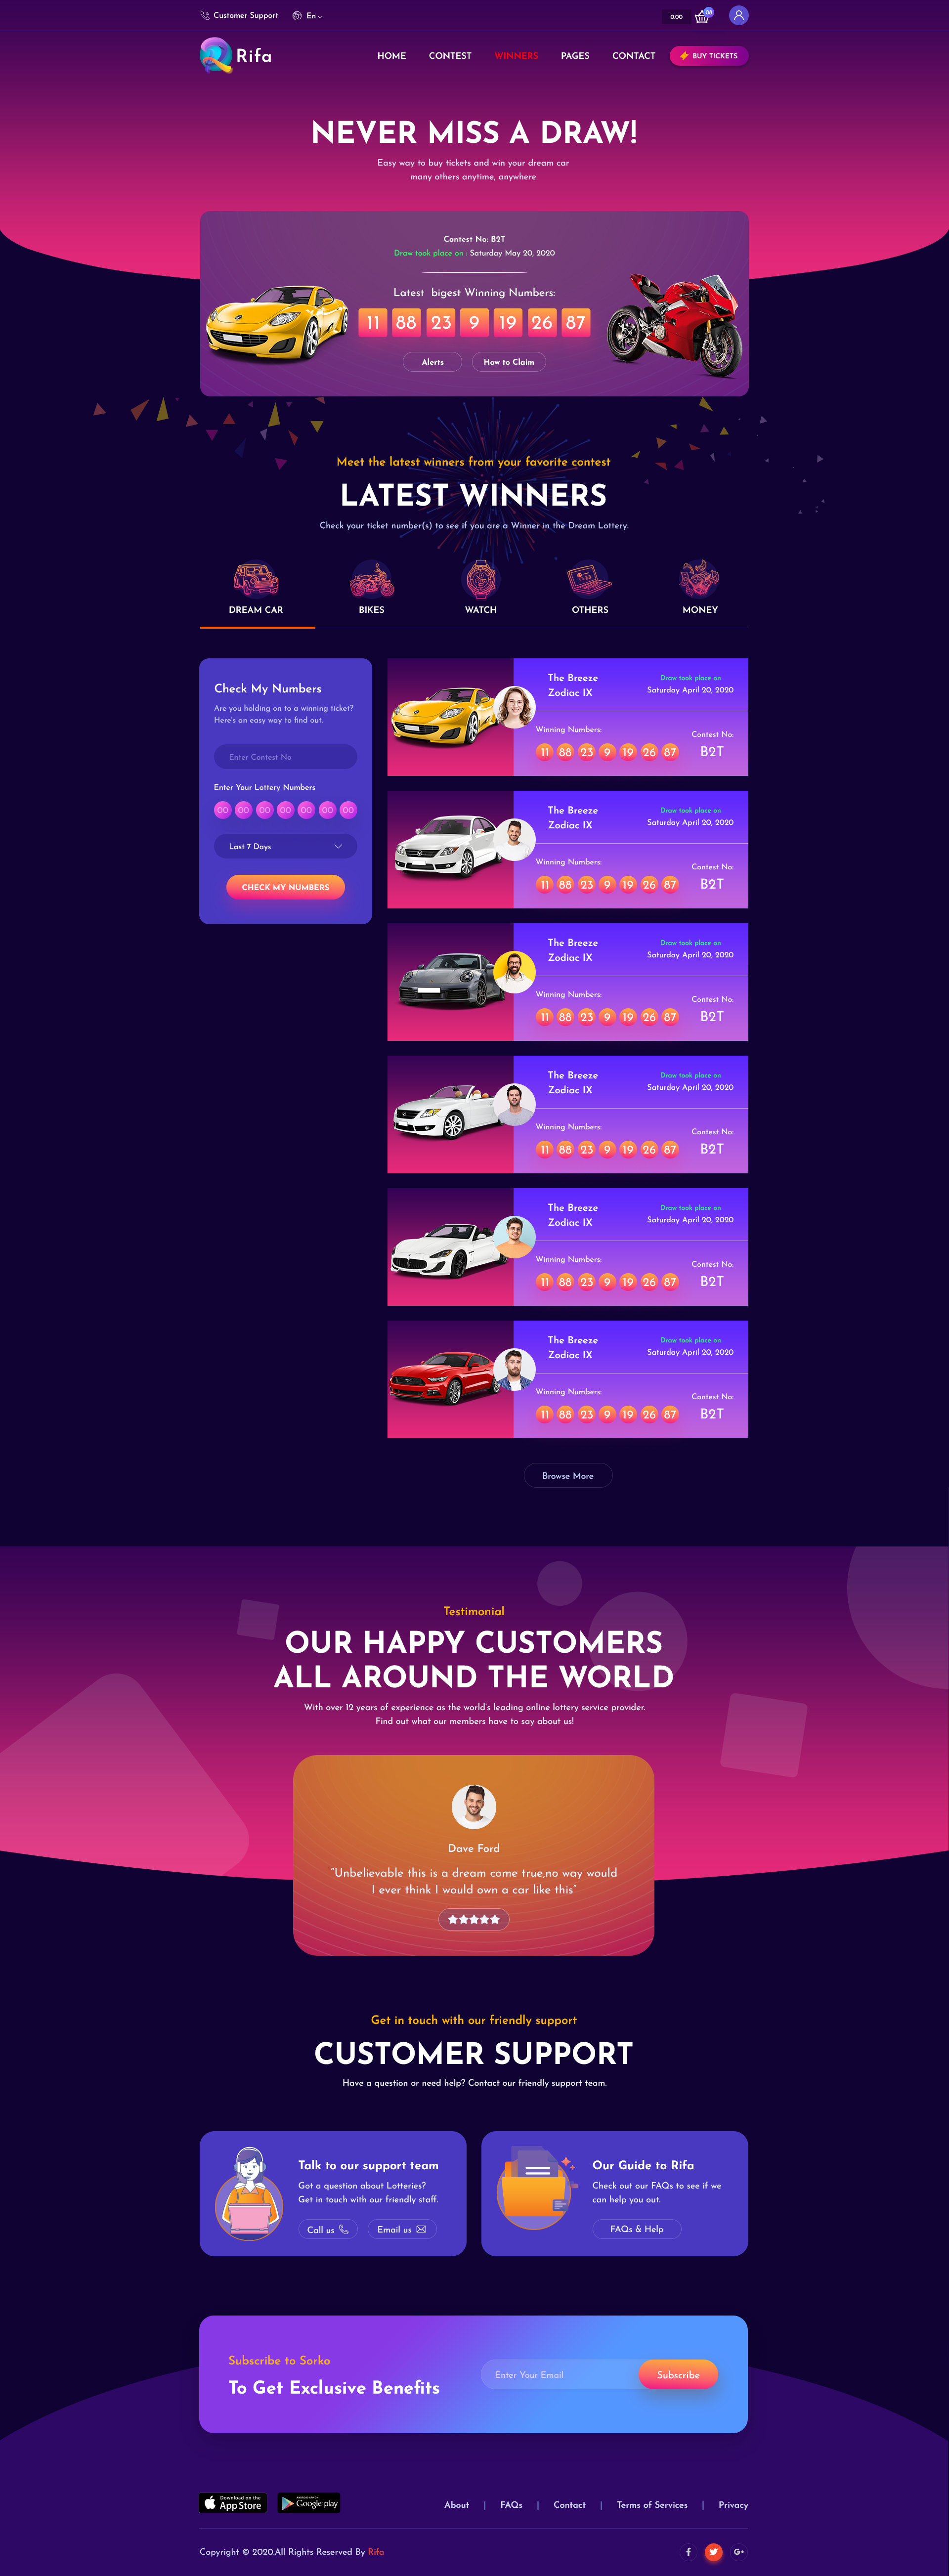 Customer Support
En
0.00
08
Rifa
HOME CONTEST WINNERS PAGES CONTACT
BUY TICKETS
NEVER MISS A DRAW!
Easy way to buy tickets and win your dream car
many others anytime, anywhere
Contest No: B2T
Draw took place on : Saturday May 20, 2020
Latest bigest Winning Numbers:
11 88 23 9 19 26 87
Alerts
How to Claim
Meet the latest winners from your favorite contest
LATEST WINNERS
Check your ticket number(s) to see if you are a Winner in the Dream Lottery.
DREAM CAR
BIKES
WATCH
OTHERS
MONEY
Check My Numbers
Are you holding on to a winning ticket?
Here's an easy way to find out.
Enter Contest No
Enter Your Lottery Numbers
00 00 00 00 00 00 00
Last 7 Days
CHECK MY NUMBERS
The Breeze
Zodiac IX
Draw took place on
Saturday April 20, 2020
Winning Numbers:
11 88 23 9 19 26 87
Contest No:
B2T
The Breeze
Zodiac IX
Draw took place on
Saturday April 20, 2020
Winning Numbers:
11 88 23 9 19 26 87
Contest No:
B2T
The Breeze
Zodiac IX
Draw took place on
Saturday April 20, 2020
Winning Numbers:
11 88 23 9 19 26 87
Contest No:
B2T
The Breeze
Zodiac IX
Draw took place on
Saturday April 20, 2020
Winning Numbers:
11 88 23 9 19 26 87
Contest No:
B2T
The Breeze
Zodiac IX
Draw took place on
Saturday April 20, 2020
Winning Numbers:
11 88 23 9 19 26 87
Contest No:
B2T
The Breeze
Zodiac IX
Draw took place on
Saturday April 20, 2020
Winning Numbers:
11 88 23 9 19 26 87
Contest No:
B2T
Browse More
Testimonial
OUR HAPPY CUSTOMERS
ALL AROUND THE WORLD
With over 12 years of experience as the world's leading online lottery service provider.
Find out what our members have to say about us!
Dave Ford
"Unbelievable this is a dream come true,no way would
I ever think I would own a car like this"
Get in touch with our friendly support
CUSTOMER SUPPORT
Have a question or need help? Contact our friendly support team.
Talk to our support team
Got a question about Lotteries?
Get in touch with our friendly staff.
Call us
Email us
Our Guide to Rifa
Check out our FAQs to see if we
can help you out.
FAQs & Help
Subscribe to Sorko
To Get Exclusive Benefits
Enter Your Email
Subscribe
Download on the
App Store
ANDROID APP ON
Google play
About | FAQs | Contact | Terms of Services | Privacy
Copyright © 2020.All Rights Reserved By Rifa
f
G+